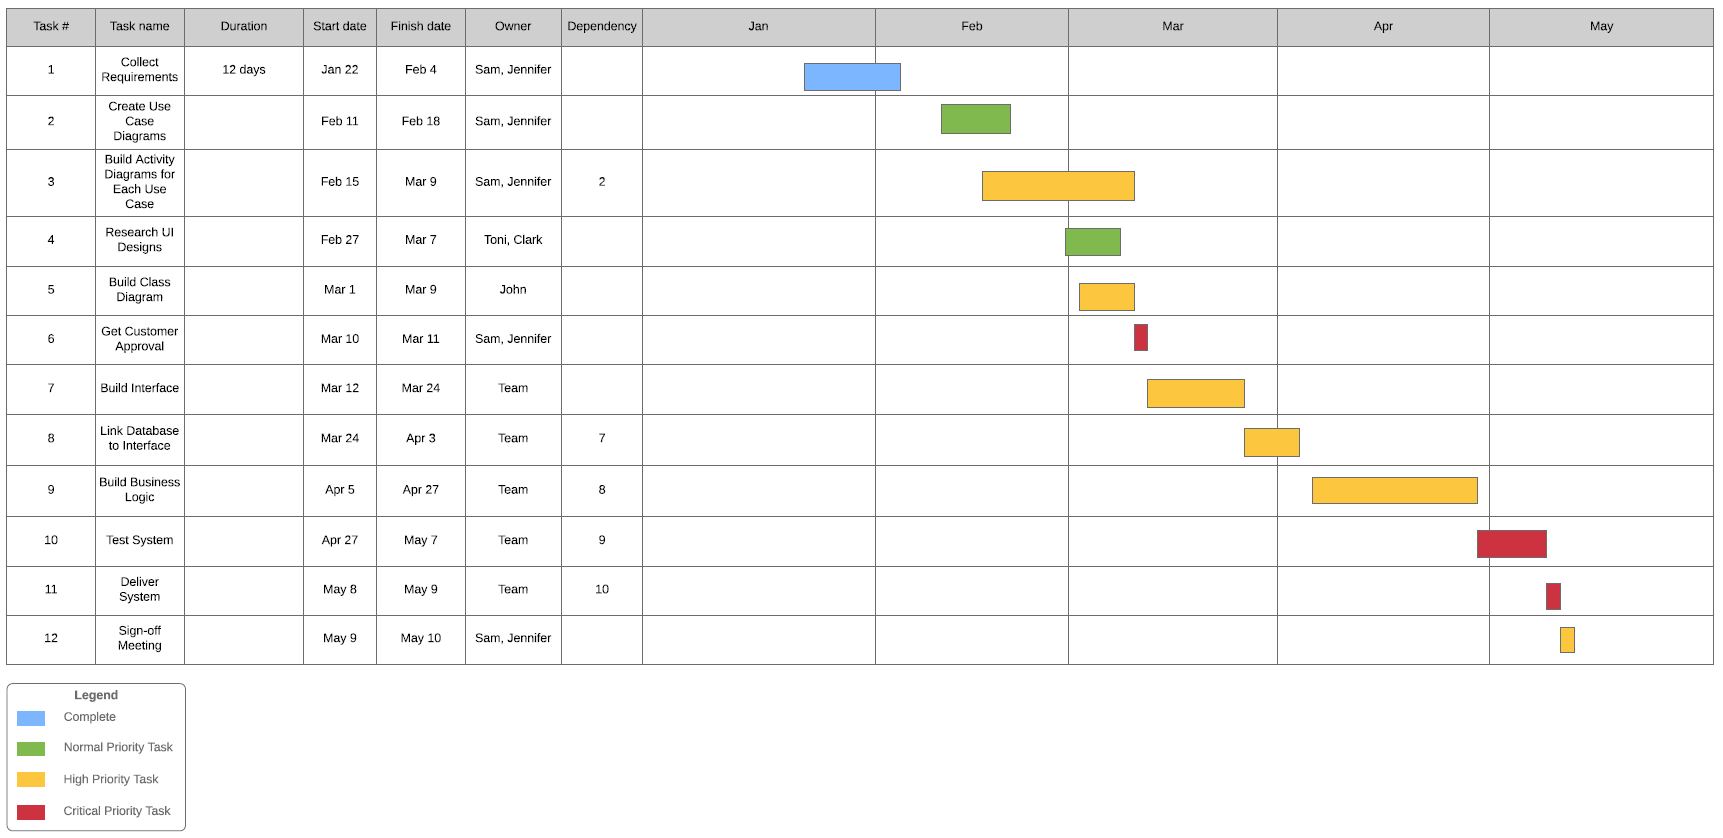 Task # Task name Duration Start date Finish date Owner Dependency Jan Feb Mar Apr May
1 Collect Requirements 12 days Jan 22 Feb 4 Sam, Jennifer
2 Create Use Case Diagrams Feb 11 Feb 18 Sam, Jennifer
3 Build Activity Diagrams for Each Use Case Feb 15 Mar 9 Sam, Jennifer 2
4 Research UI Designs Feb 27 Mar 7 Toni, Clark
5 Build Class Diagram Mar 1 Mar 9 John
6 Get Customer Approval Mar 10 Mar 11 Sam, Jennifer
7 Build Interface Mar 12 Mar 24 Team
8 Link Database to Interface Mar 24 Apr 3 Team 7
9 Build Business Logic Apr 5 Apr 27 Team 8
10 Test System Apr 27 May 7 Team 9
11 Deliver System May 8 May 9 Team 10
12 Sign-off Meeting May 9 May 10 Sam, Jennifer
Legend
Complete
Normal Priority Task
High Priority Task
Critical Priority Task